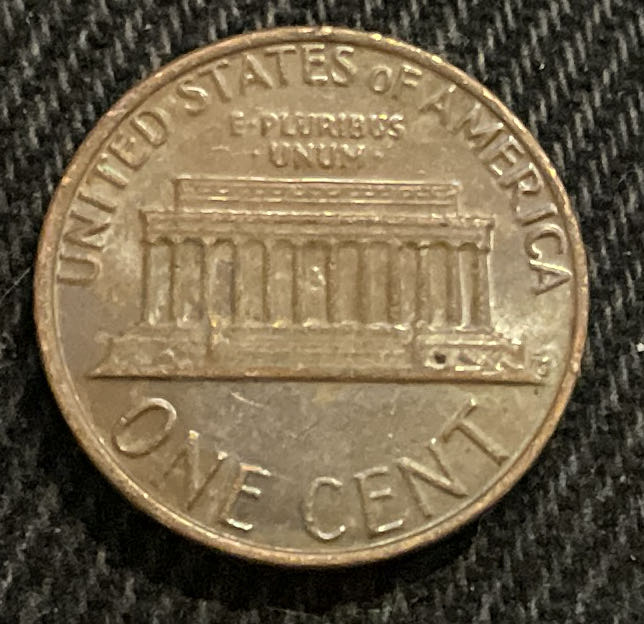 UNITED STATES OF AMERICA
E·PLURIBUS
·UNUM·
ONE CENT